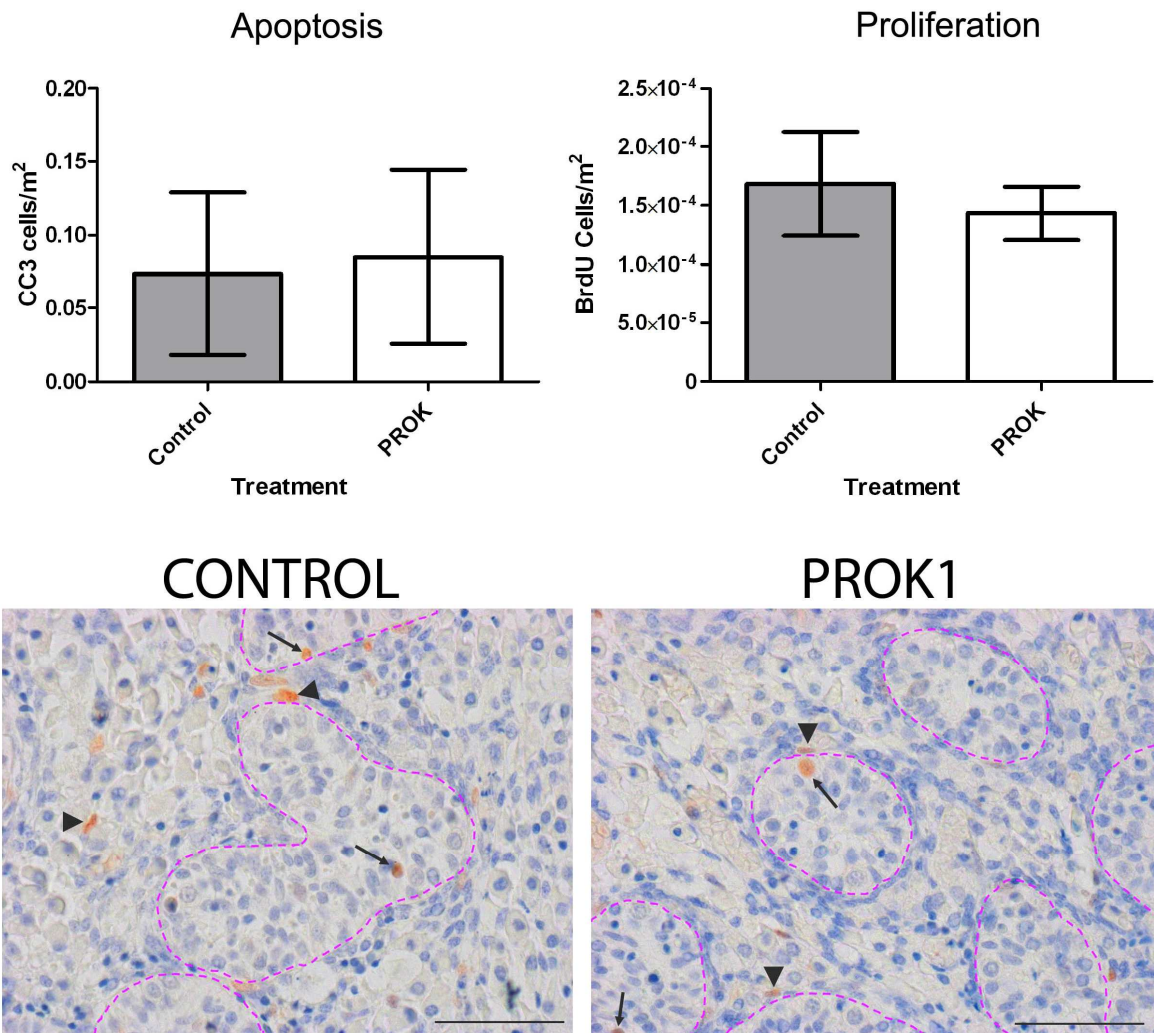 Apoptosis
CC3 cells/m²
0.20
0.15
0.10
0.05
0.00
Control
PROK
Treatment
Proliferation
BrdU Cells/m²
2.5×10⁻⁴
2.0×10⁻⁴
1.5×10⁻⁴
1.0×10⁻⁴
5.0×10⁻⁵
0
Control
PROK
Treatment
CONTROL
PROK1